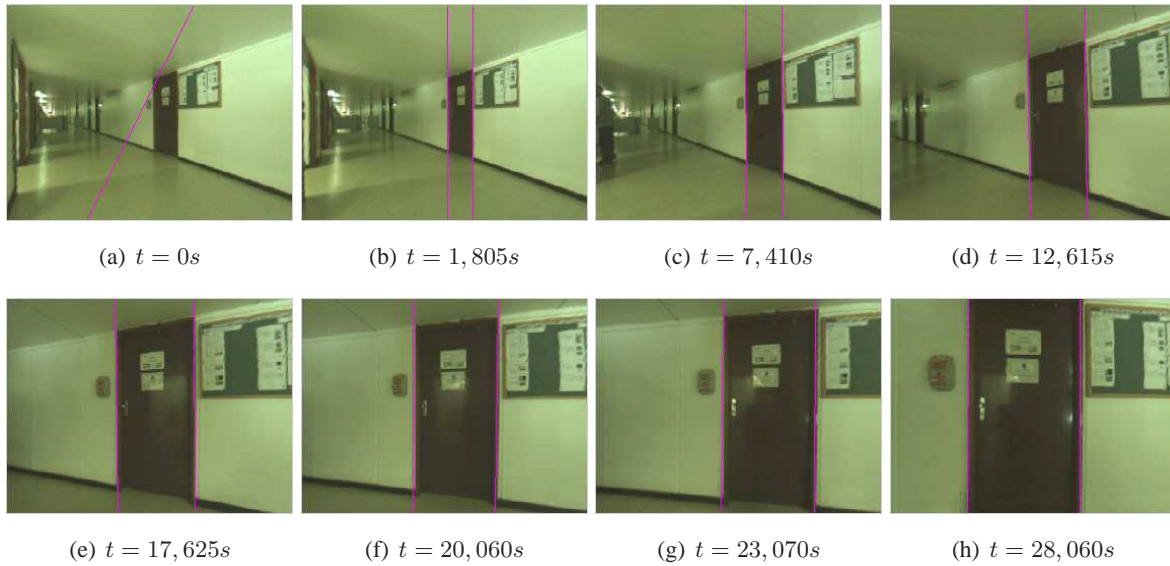 (a) t = 0s
(b) t = 1, 805s
(c) t = 7, 410s
(d) t = 12, 615s
(e) t = 17, 625s
(f) t = 20, 060s
(g) t = 23, 070s
(h) t = 28, 060s